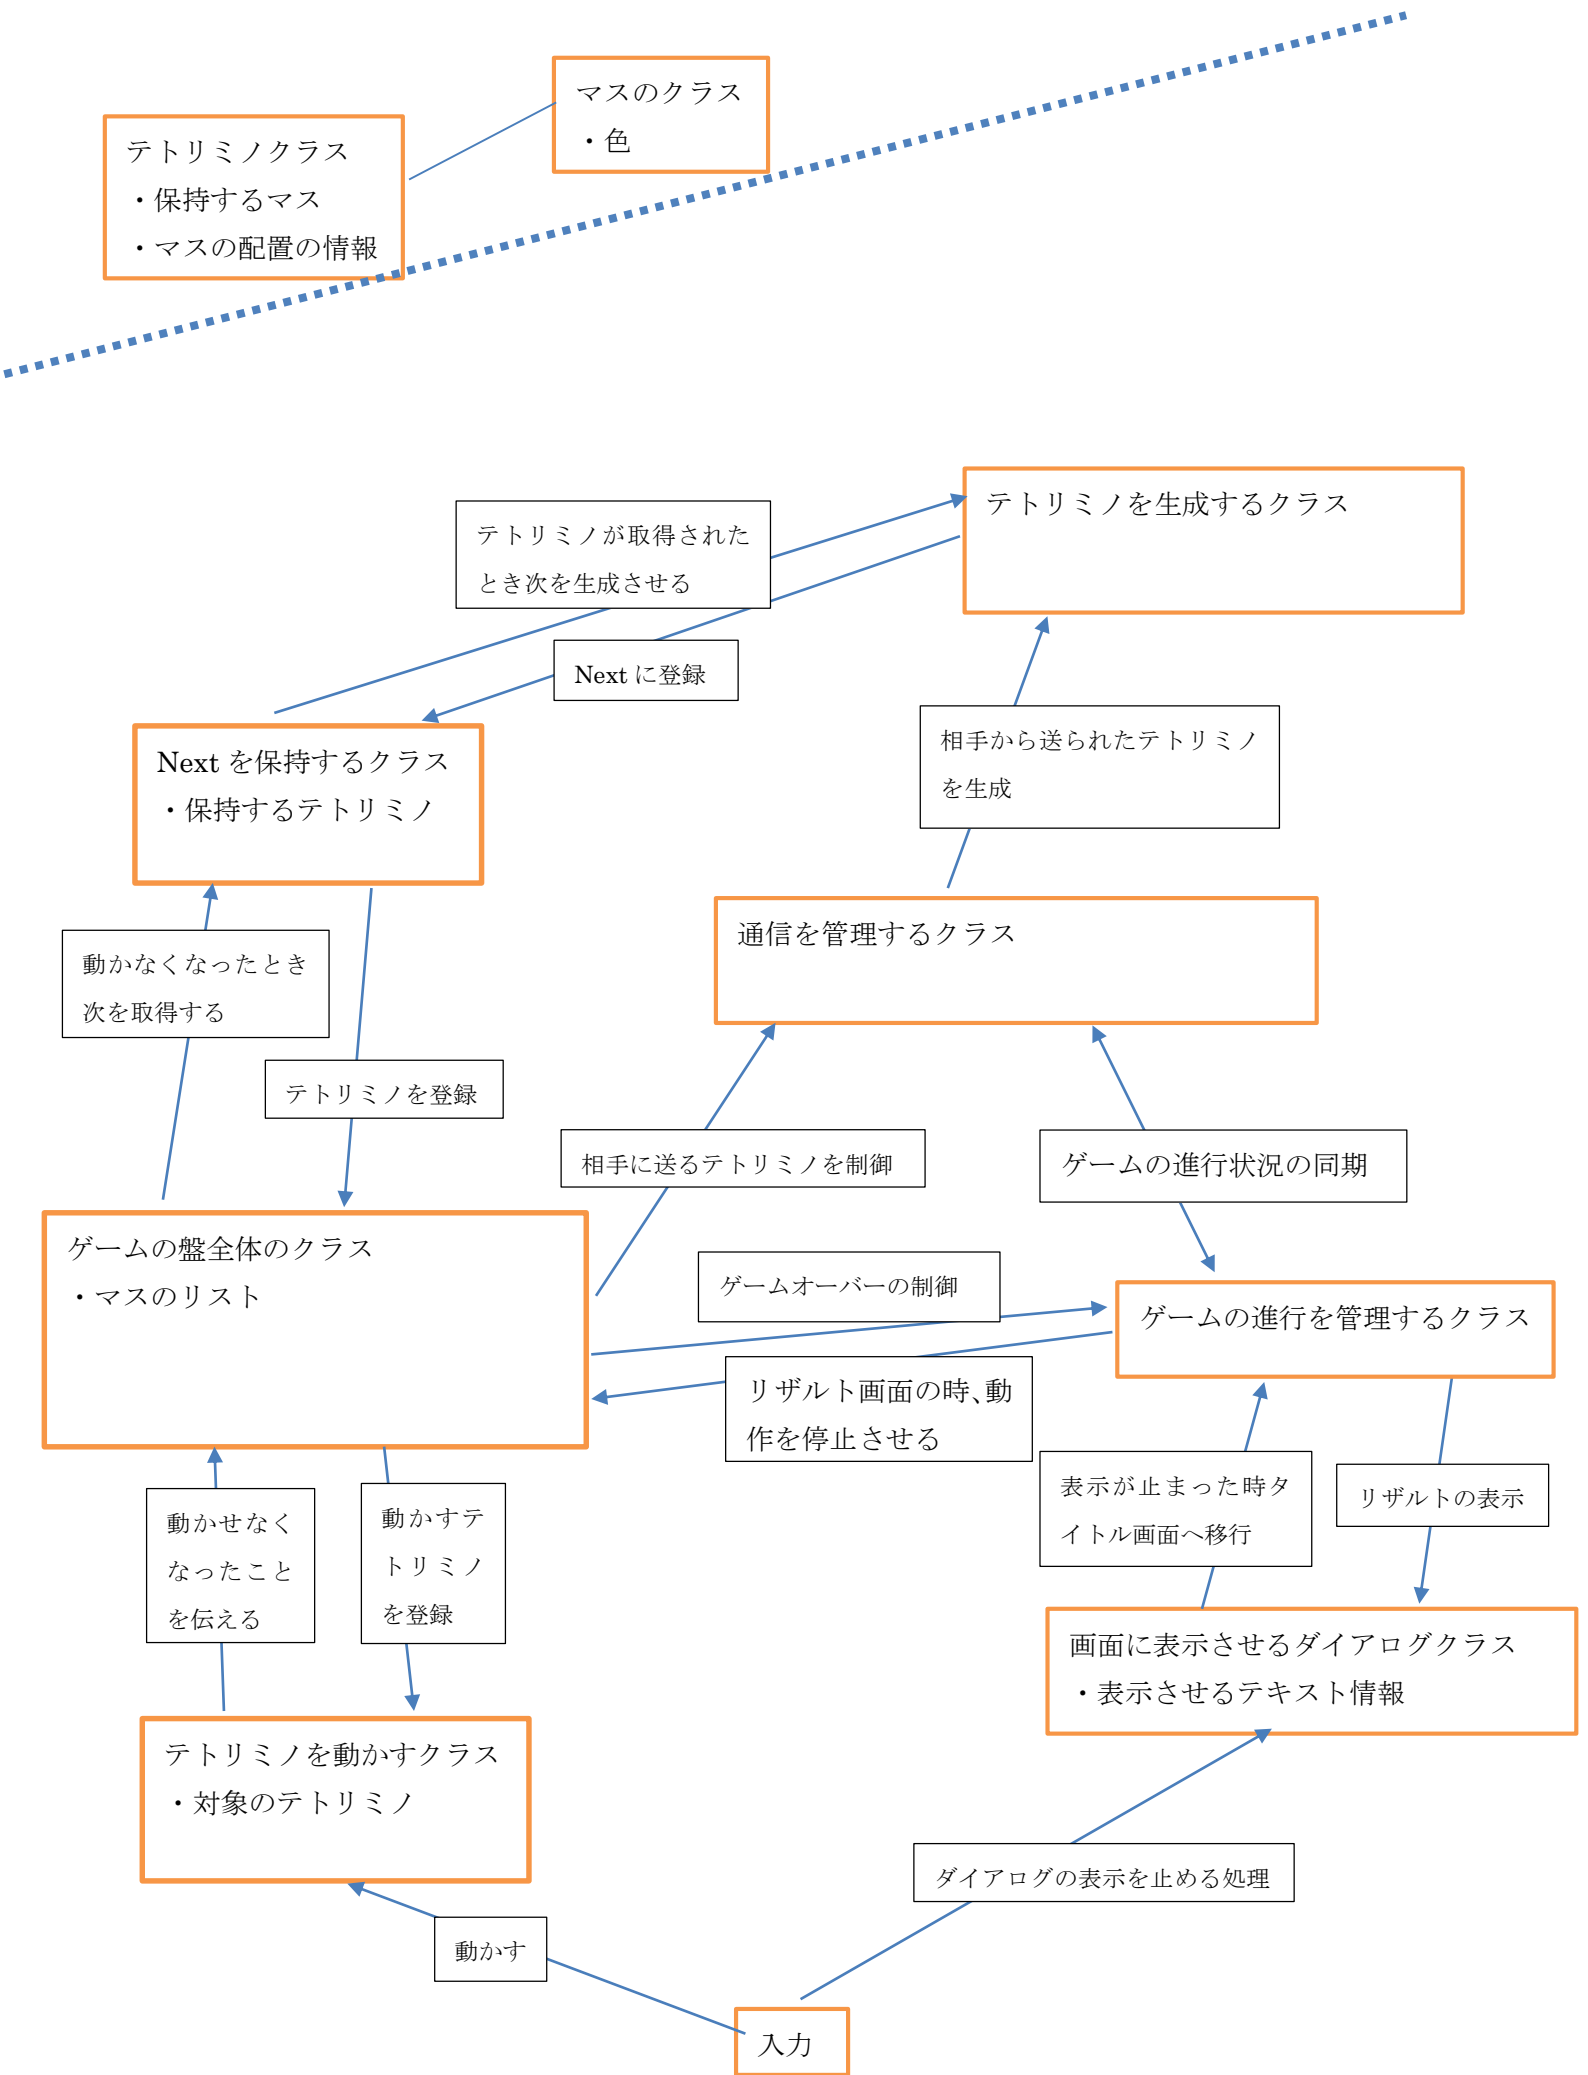 マスのクラス
・色
テトリミノクラス
・保持するマス
・マスの配置の情報
テトリミノを生成するクラス
テトリミノが取得された
とき次を生成させる
Next に登録
相手から送られたテトリミノ
を生成
Next を保持するクラス
・保持するテトリミノ
通信を管理するクラス
動かなくなったとき
次を取得する
テトリミノを登録
相手に送るテトリミノを制御
ゲームの進行状況の同期
ゲームの盤全体のクラス
・マスのリスト
ゲームオーバーの制御
ゲームの進行を管理するクラス
リザルト画面の時、動
作を停止させる
表示が止まった時タ
イトル画面へ移行
リザルトの表示
動かせなく
なったこと
を伝える
動かすテ
トリミノ
を登録
画面に表示させるダイアログクラス
・表示させるテキスト情報
テトリミノを動かすクラス
・対象のテトリミノ
ダイアログの表示を止める処理
動かす
入力